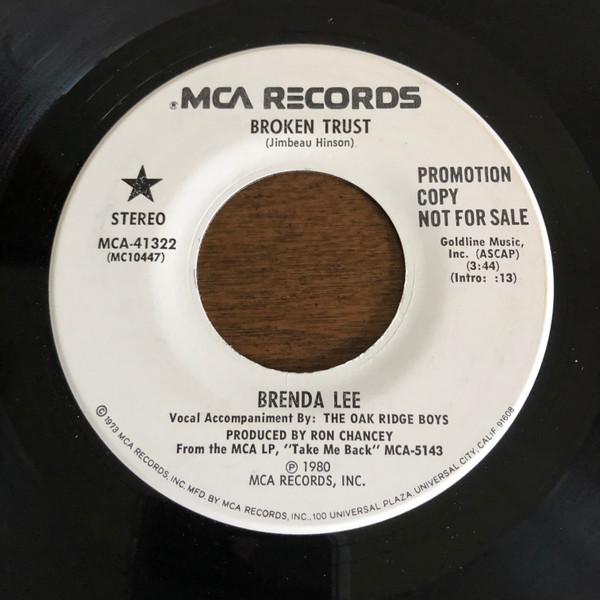 MCA RECORDS
BROKEN TRUST
(Jimbeau Hinson)
STEREO
MCA-41322
(MC10447)
PROMOTION
COPY
NOT FOR SALE
Goldline Music,
Inc. (ASCAP)
(3:44)
(Intro: :13)
BRENDA LEE
Vocal Accompaniment By: THE OAK RIDGE BOYS
PRODUCED BY RON CHANCEY
From the MCA LP, "Take Me Back" MCA-5143
℗ 1980
MCA RECORDS, INC.
© 1973 MCA RECORDS, INC. MFD. BY MCA RECORDS, INC., 100 UNIVERSAL PLAZA, UNIVERSAL CITY, CALIF. 91608